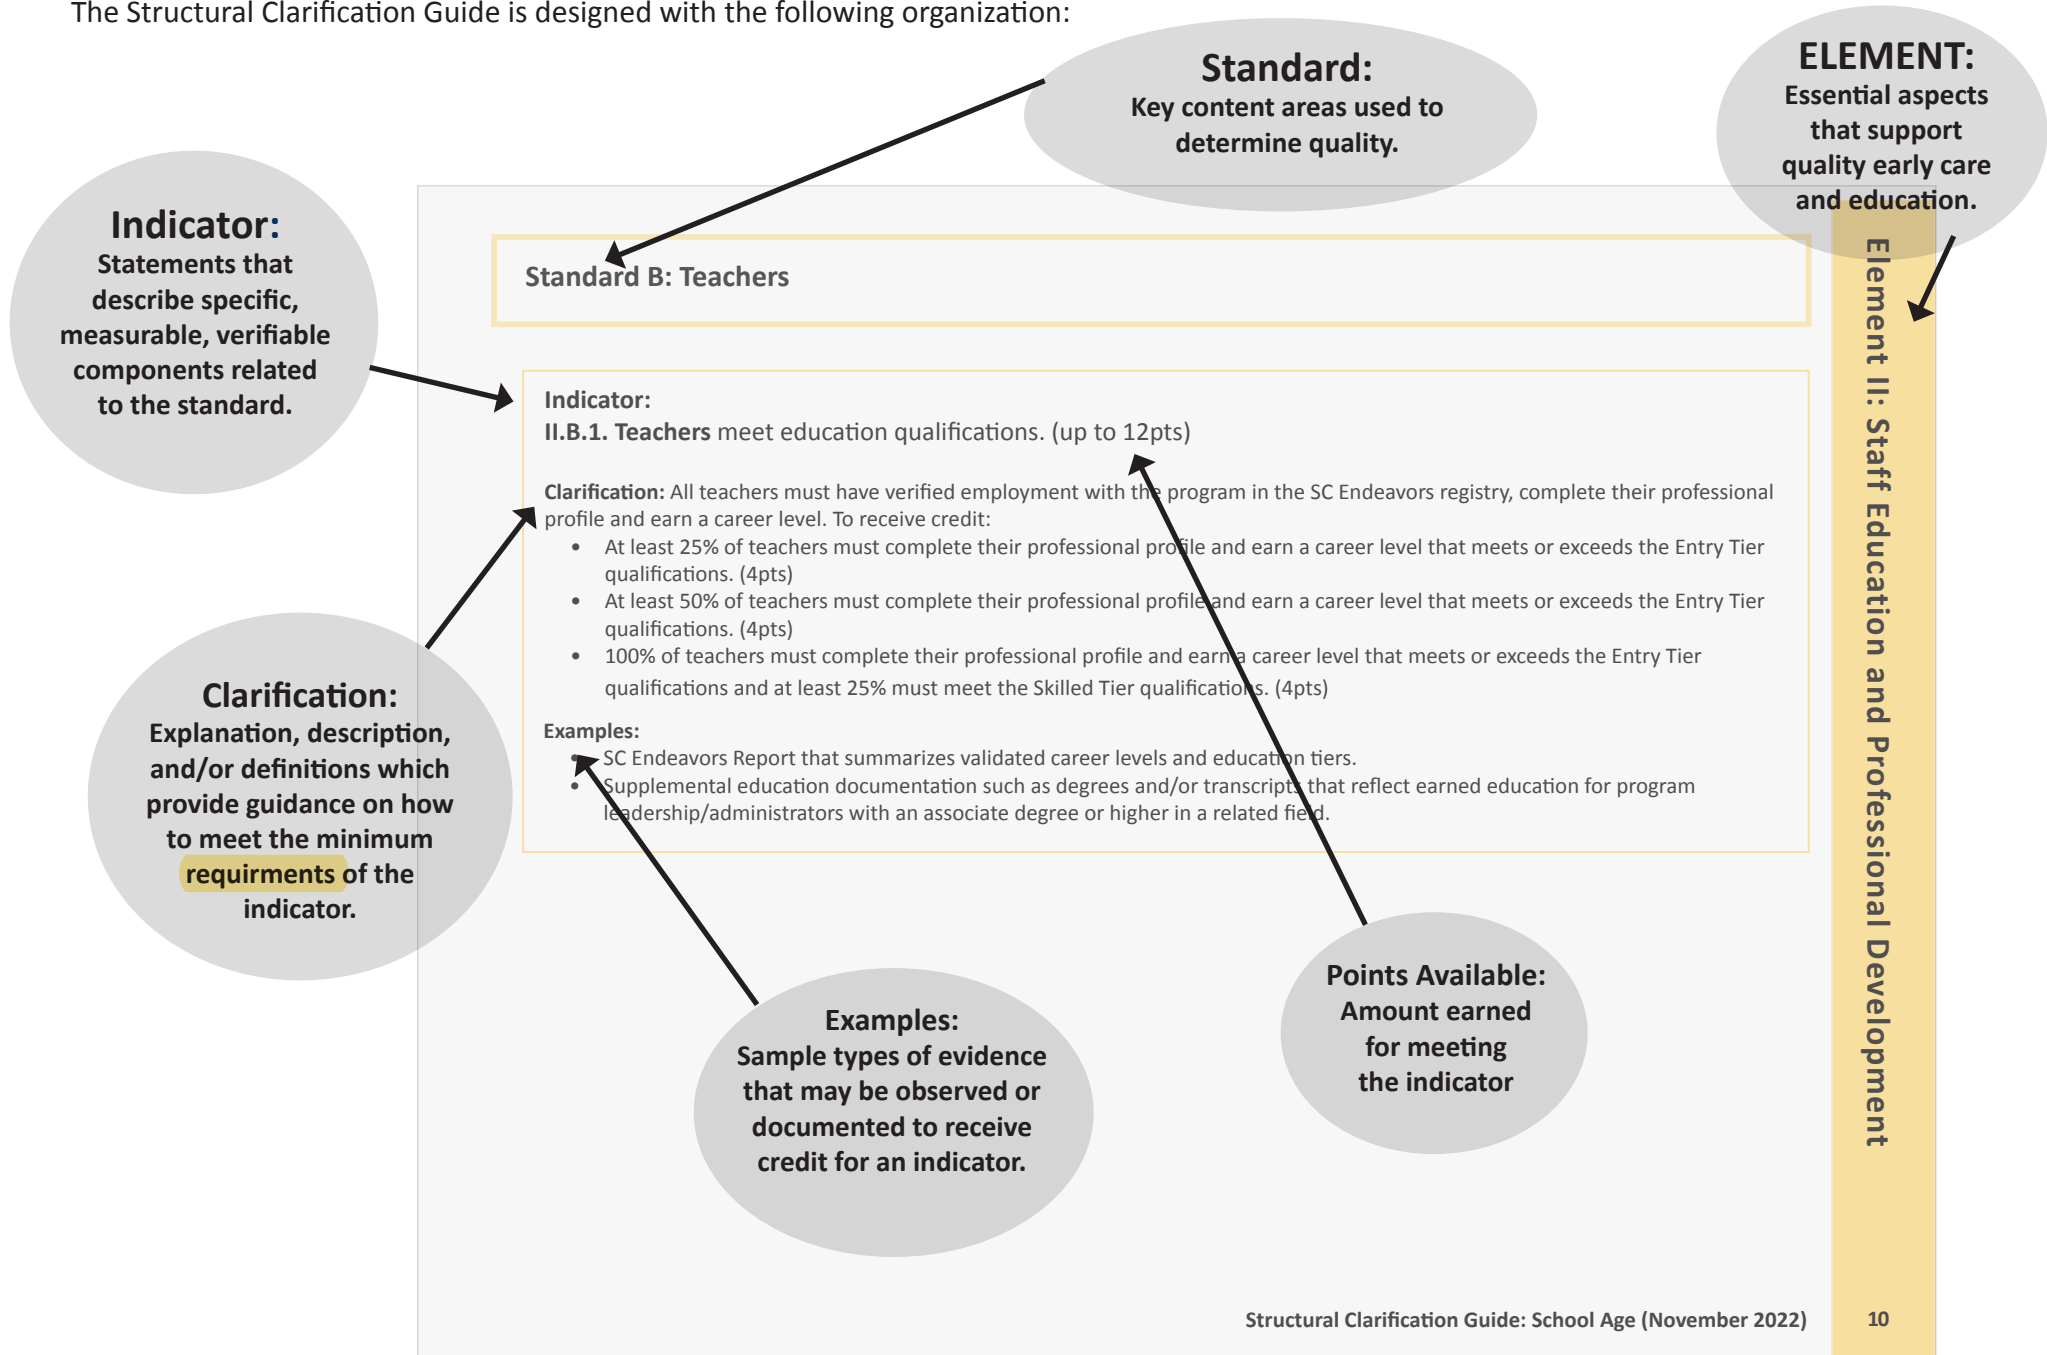 The Structural Clarification Guide is designed with the following organization:
Standard:
Key content areas used to
determine quality.
ELEMENT:
Essential aspects
that support
quality early care
and education.
Indicator:
Statements that
describe specific,
measurable, verifiable
components related
to the standard.
Standard B: Teachers
Indicator:
II.B.1. Teachers meet education qualifications. (up to 12pts)
Clarification: All teachers must have verified employment with the program in the SC Endeavors registry, complete their professional
profile and earn a career level. To receive credit:
• At least 25% of teachers must complete their professional profile and earn a career level that meets or exceeds the Entry Tier
qualifications. (4pts)
• At least 50% of teachers must complete their professional profile and earn a career level that meets or exceeds the Entry Tier
qualifications. (4pts)
• 100% of teachers must complete their professional profile and earn a career level that meets or exceeds the Entry Tier
qualifications and at least 25% must meet the Skilled Tier qualifications. (4pts)
Examples:
• SC Endeavors Report that summarizes validated career levels and education tiers.
• Supplemental education documentation such as degrees and/or transcripts that reflect earned education for program
leadership/administrators with an associate degree or higher in a related field.
Element II: Staff Education and Professional Development
Clarification:
Explanation, description,
and/or definitions which
provide guidance on how
to meet the minimum
requirments of the
indicator.
Examples:
Sample types of evidence
that may be observed or
documented to receive
credit for an indicator.
Points Available:
Amount earned
for meeting
the indicator
Structural Clarification Guide: School Age (November 2022)
10